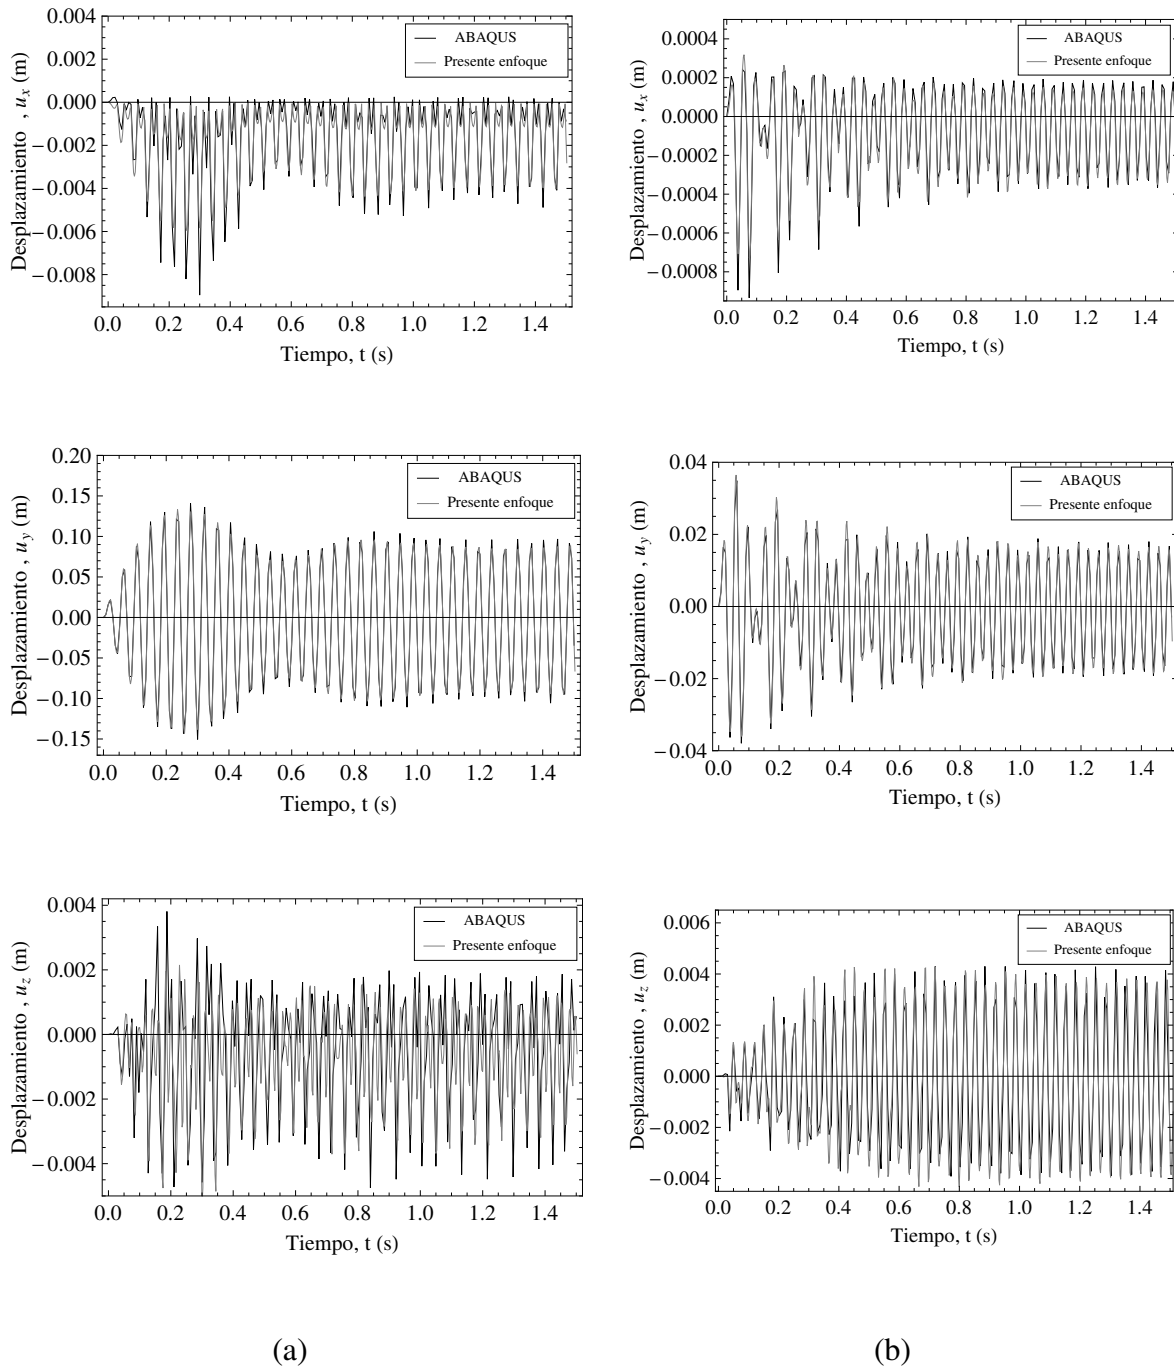 0.004
0.002
0.000
−0.002
−0.004
−0.006
−0.008
Desplazamiento , u_x (m)
ABAQUS
Presente enfoque
0.0 0.2 0.4 0.6 0.8 1.0 1.2 1.4
Tiempo, t (s)
0.0004
0.0002
0.0000
−0.0002
−0.0004
−0.0006
−0.0008
Desplazamiento , u_x (m)
ABAQUS
Presente enfoque
0.0 0.2 0.4 0.6 0.8 1.0 1.2 1.4
Tiempo, t (s)
0.20
0.15
0.10
0.05
0.00
−0.05
−0.10
−0.15
Desplazamiento , u_y (m)
ABAQUS
Presente enfoque
0.0 0.2 0.4 0.6 0.8 1.0 1.2 1.4
Tiempo, t (s)
0.04
0.02
0.00
−0.02
−0.04
Desplazamiento , u_y (m)
ABAQUS
Presente enfoque
0.0 0.2 0.4 0.6 0.8 1.0 1.2 1.4
Tiempo, t (s)
0.004
0.002
0.000
−0.002
−0.004
Desplazamiento , u_z (m)
ABAQUS
Presente enfoque
0.0 0.2 0.4 0.6 0.8 1.0 1.2 1.4
Tiempo, t (s)
0.006
0.004
0.002
0.000
−0.002
−0.004
Desplazamiento , u_z (m)
ABAQUS
Presente enfoque
0.0 0.2 0.4 0.6 0.8 1.0 1.2 1.4
Tiempo, t (s)
(a)
(b)